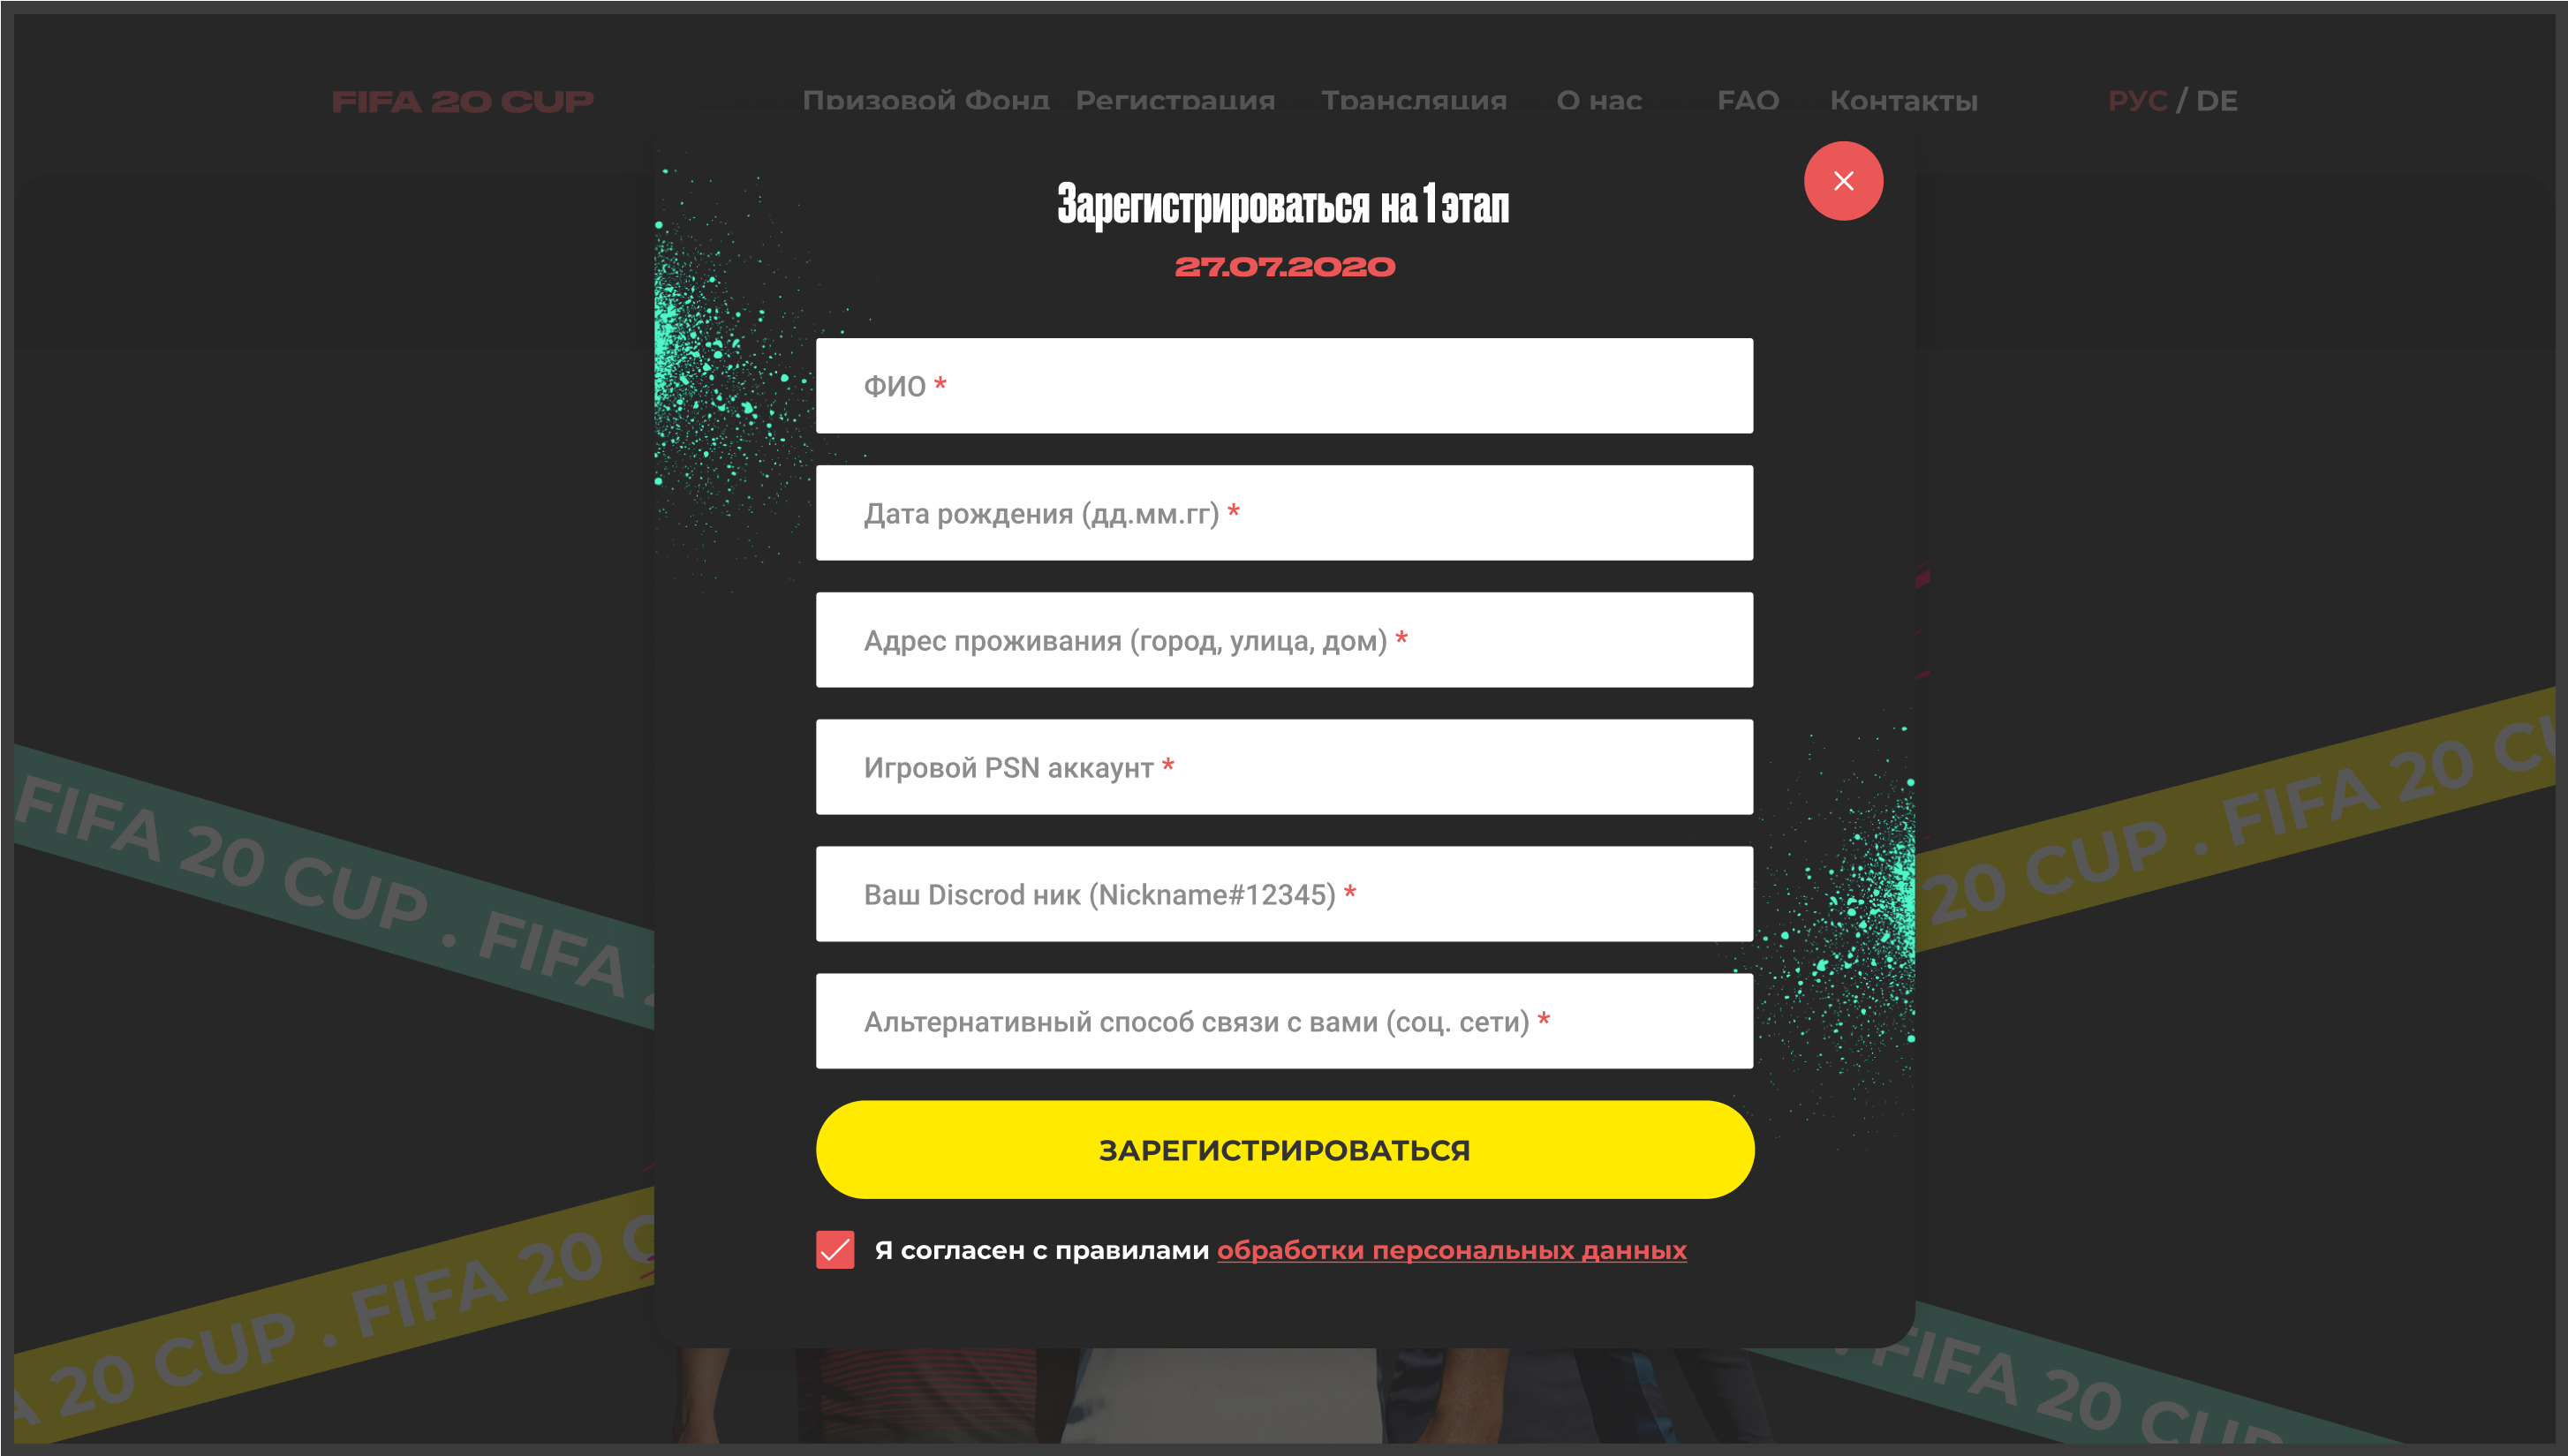 FIFA 20 CUP
Призовой Фонд
Регистрация
Трансляция
О нас
FAQ
Контакты
РУС / DE
Зарегистрироваться на 1 этап
27.07.2020
ФИО *
Дата рождения (дд.мм.гг) *
Адрес проживания (город, улица, дом) *
Игровой PSN аккаунт *
Ваш Discrod ник (Nickname#12345) *
Альтернативный способ связи с вами (соц. сети) *
ЗАРЕГИСТРИРОВАТЬСЯ
Я согласен с правилами обработки персональных данных
FIFA 20 CUP . FIFA 2
20 CUP . FIFA 20 CU
A 20 CUP . FIFA 20 C
. FIFA 20 CUP